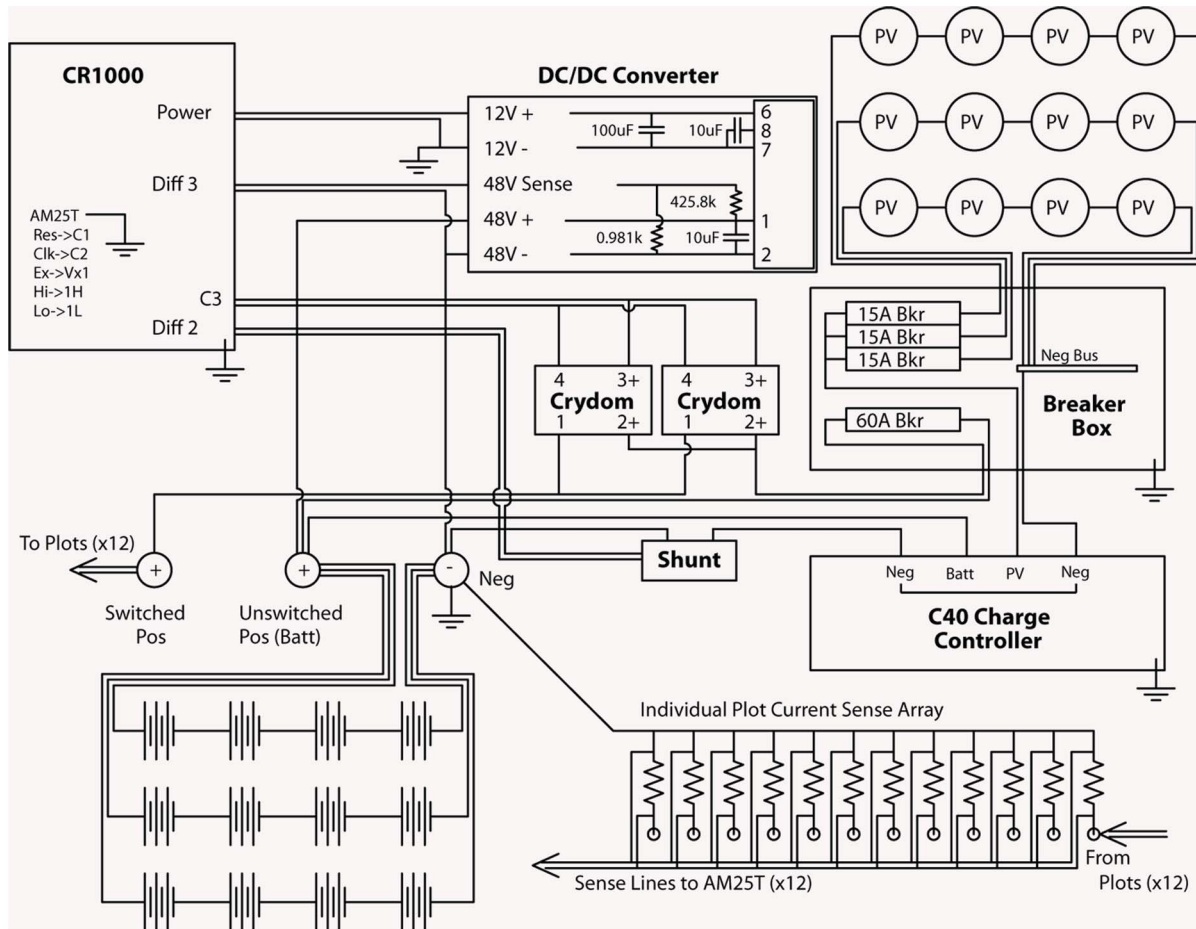 CR1000
Power
Diff 3
AM25T
Res->C1
Clk->C2
Ex->Vx1
Hi->1H
Lo->1L
C3
Diff 2
DC/DC Converter
12V +
12V -
48V Sense
48V +
48V -
100uF
10uF
425.8k
0.981k
10uF
6
8
7
1
2
PV PV PV PV
PV PV PV PV
PV PV PV PV
15A Bkr
15A Bkr
15A Bkr
60A Bkr
Neg Bus
Breaker
Box
4 3+
Crydom
1 2+
4 3+
Crydom
1 2+
To Plots (x12)
+
Switched
Pos
+
Unswitched
Pos (Batt)
-
Neg
Shunt
Neg Batt PV Neg
C40 Charge
Controller
Individual Plot Current Sense Array
Sense Lines to AM25T (x12)
From
Plots (x12)